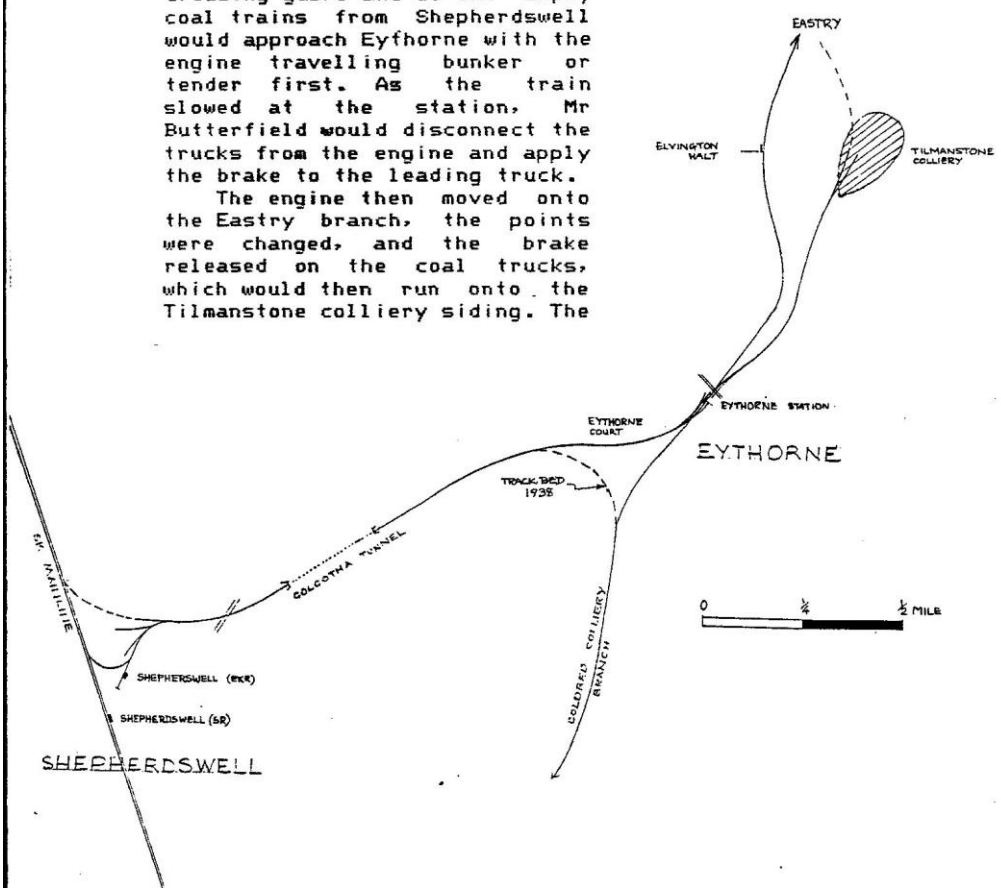 coal trains from Shepherdswell
would approach Eyfhorne with the
engine travelling bunker or
tender first. As the train
slowed at the station, Mr
Butterfield would disconnect the
trucks from the engine and apply
the brake to the leading truck.
The engine then moved onto
the Eastry branch, the points
were changed, and the brake
released on the coal trucks,
which would then run onto the
Tilmanstone colliery siding. The
EASTRY
ELVINGTON
HALT
TILMANSTONE
COLLIERY
EYTHORNE STATION
EYTHORNE
COURT
EYTHORNE
TRACK BED
1938
GOLGOTHA TUNNEL
MAINLINE
0 1/4 1/2 MILE
COLDRED COLLIERY
BRANCH
SHEPHERSWELL (EKR)
SHEPHERDSWELL (SR)
SHEPHERDSWELL